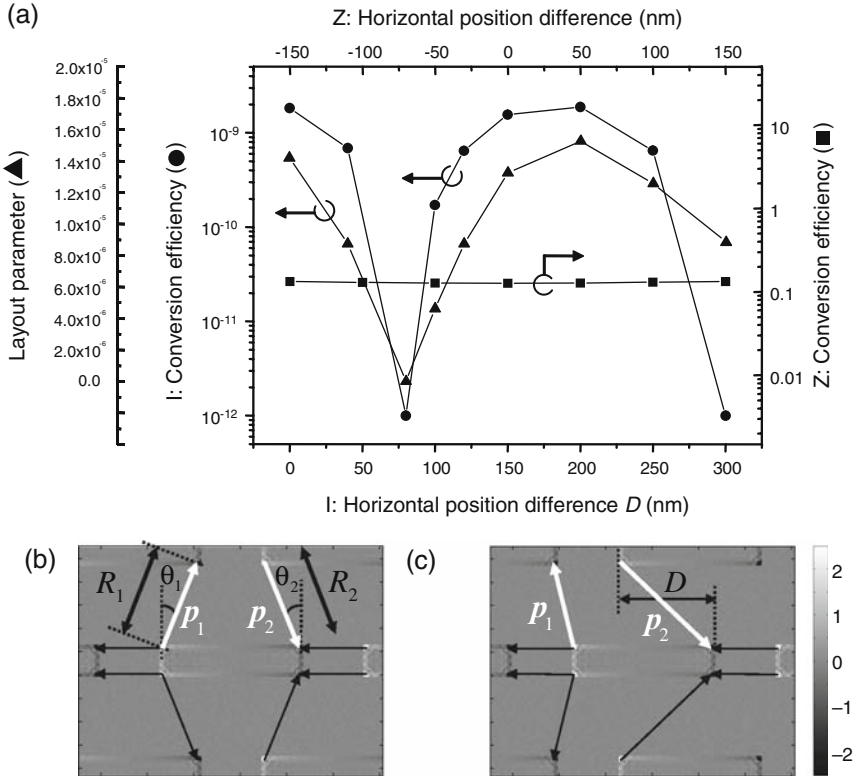 (a)
Z: Horizontal position difference (nm)
-150 -100 -50 0 50 100 150
Layout parameter (▲)
2.0x10⁻⁵
1.8x10⁻⁵
1.6x10⁻⁵
1.4x10⁻⁵
1.2x10⁻⁵
1.0x10⁻⁵
8.0x10⁻⁶
6.0x10⁻⁶
4.0x10⁻⁶
2.0x10⁻⁶
0.0
I: Conversion efficiency (●)
10⁻⁹
10⁻¹⁰
10⁻¹¹
10⁻¹²
10
1
0.1
0.01
Z: Conversion efficiency (■)
0 50 100 150 200 250 300
I: Horizontal position difference D (nm)
(b)
R₁ θ₁ p₁ p₂ θ₂ R₂
(c)
p₁ p₂ D
2
1
0
−1
−2